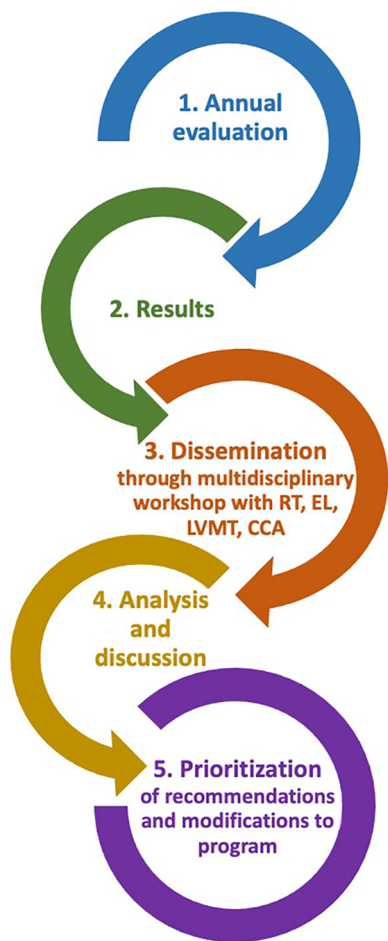 1. Annual
evaluation
2. Results
3. Dissemination
through multidisciplinary
workshop with RT, EL,
LVMT, CCA
4. Analysis
and
discussion
5. Prioritization
of recommendations
and modifications to
program